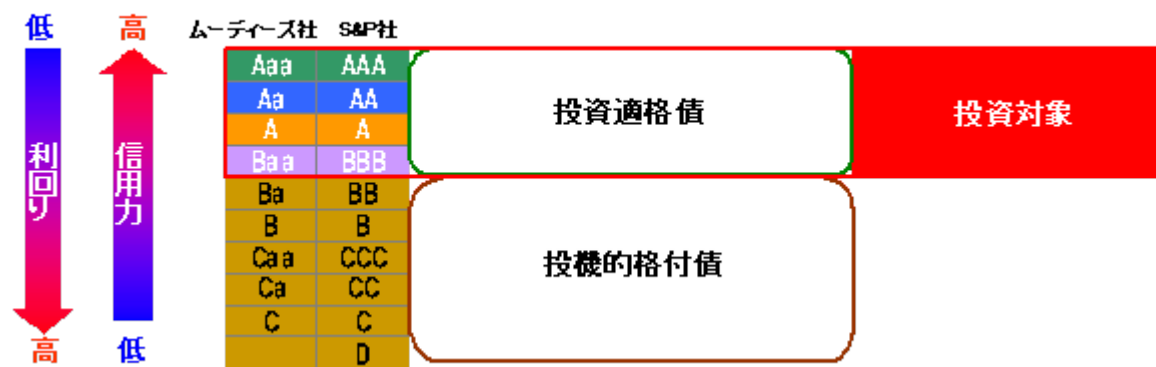 低 高 ムーディーズ社 S&P社
Aaa AAA
Aa AA
投資適格値 投資対象
A A
Baa BBB
利回り 信用力
Ba BB
B B
Caa CCC
投機的格付値
Ca CC
C C
高 低 D